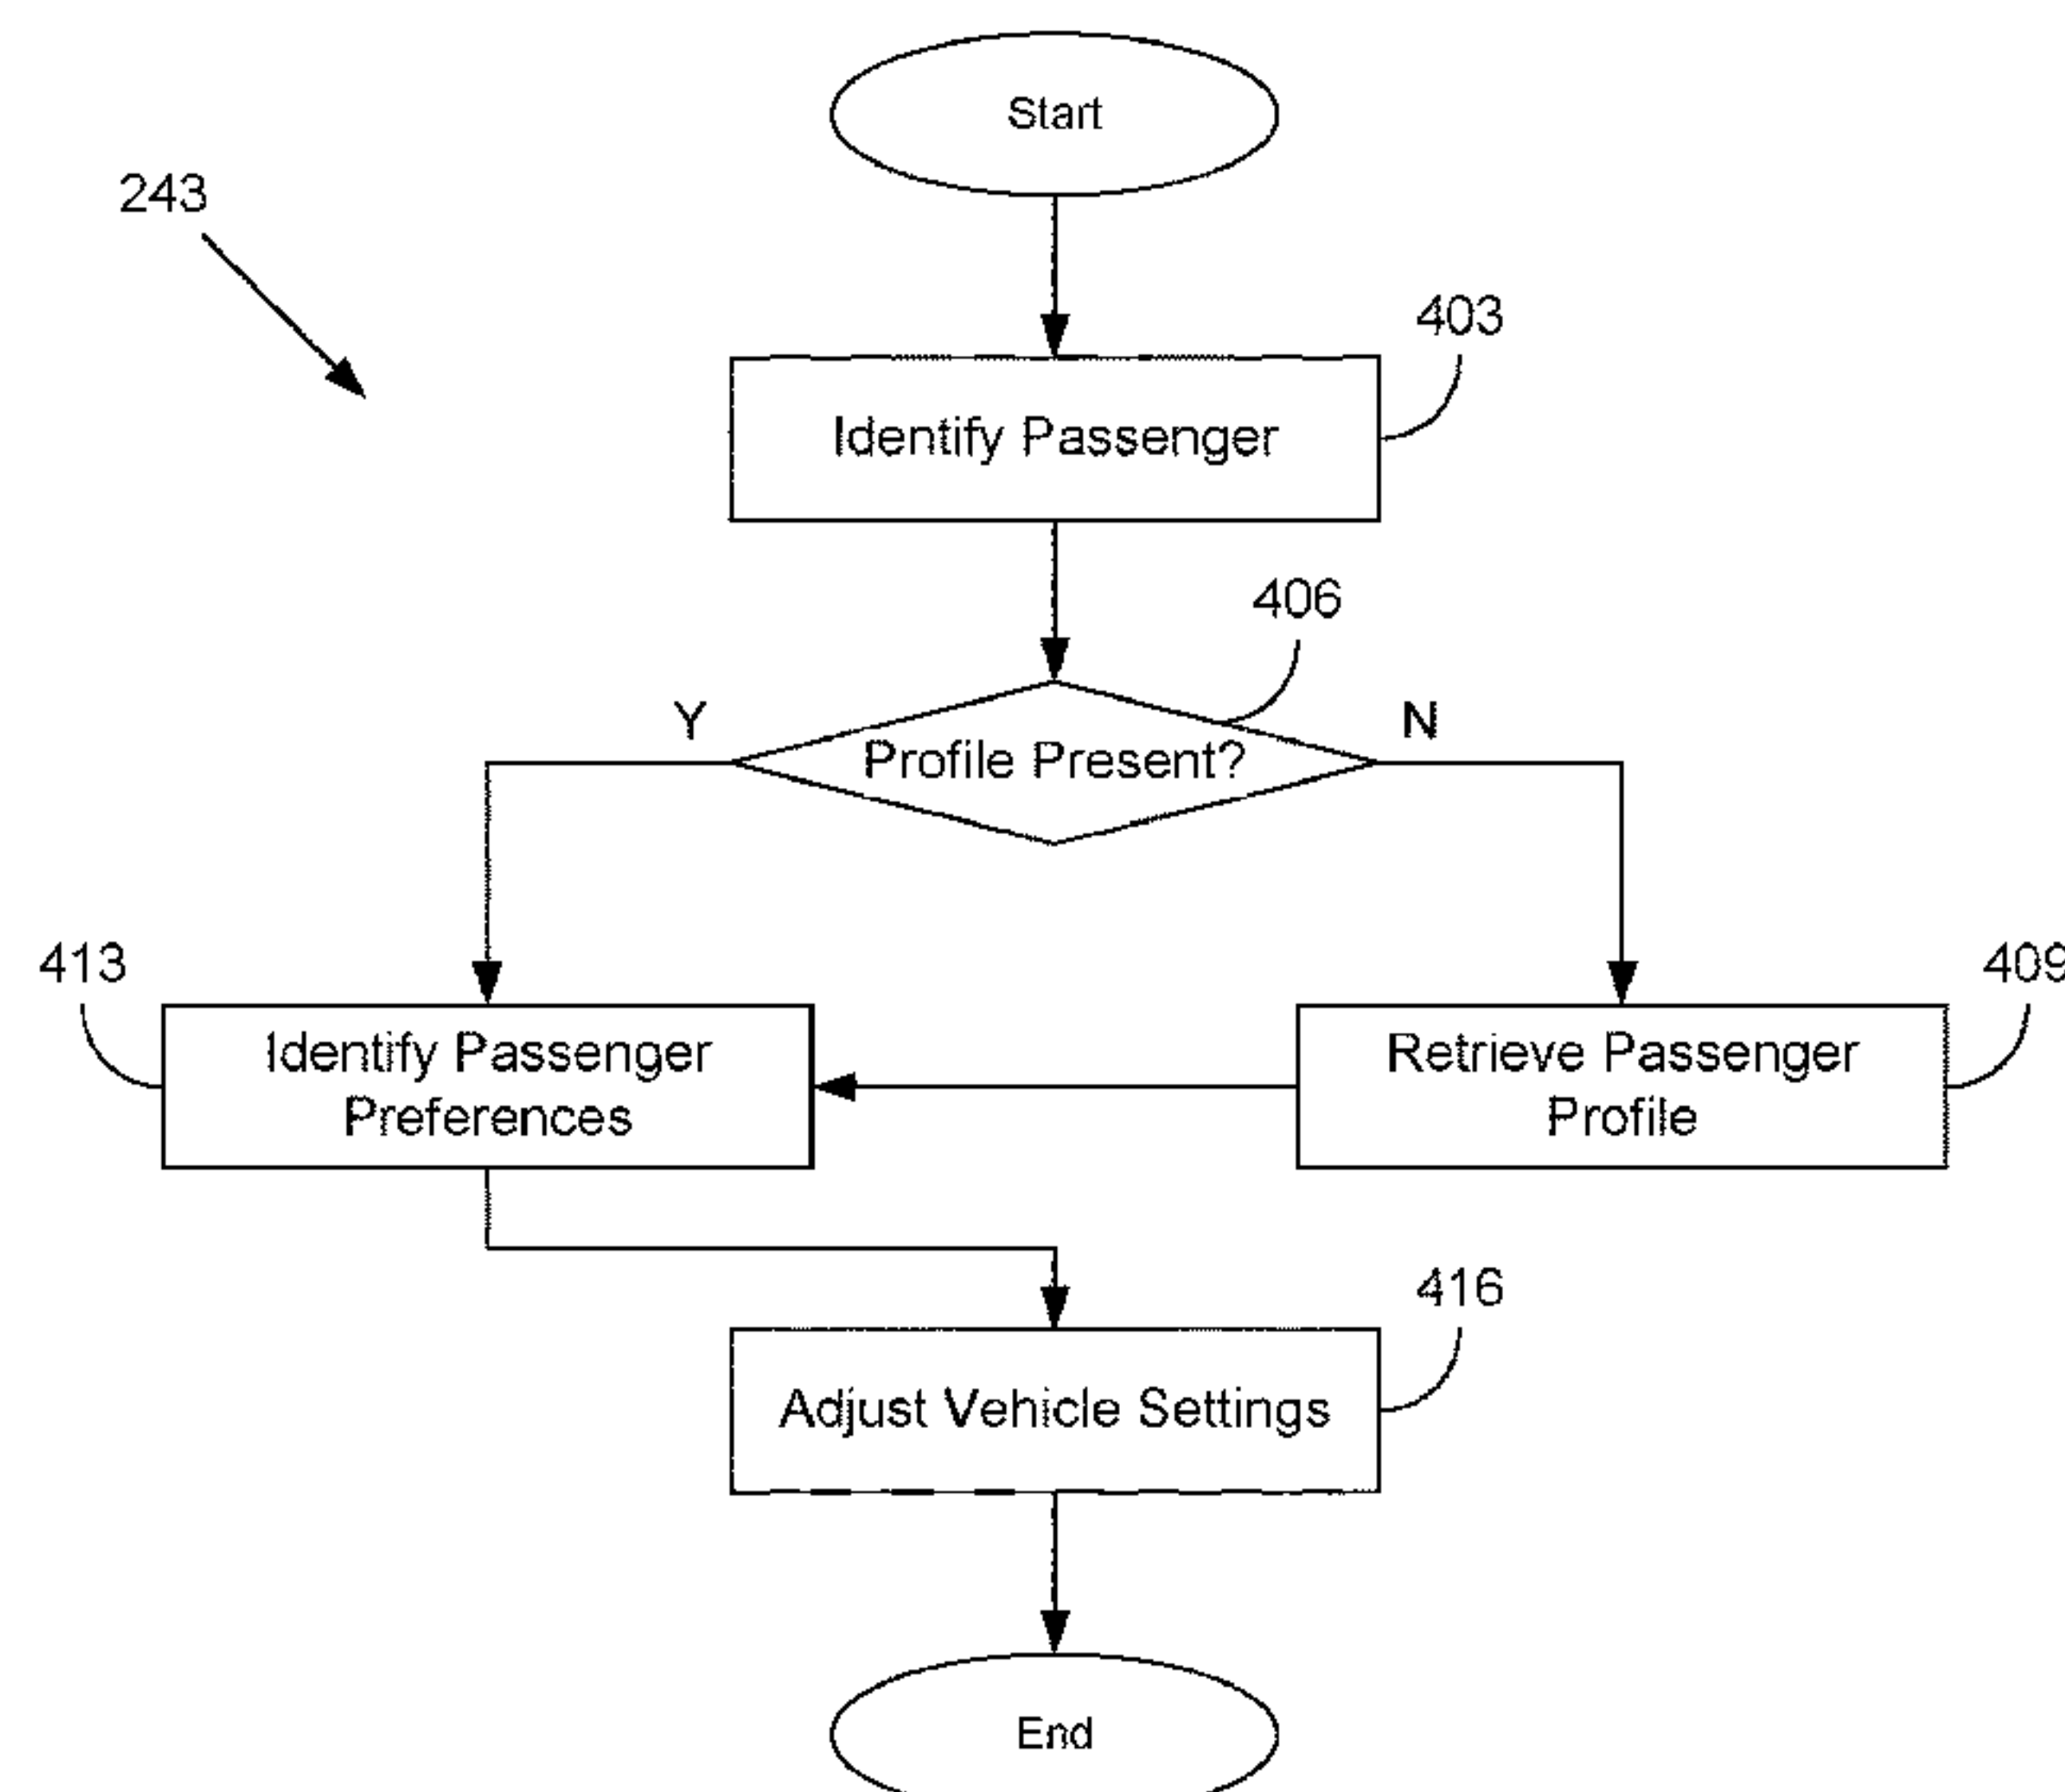 Start
243
403
Identify Passenger
406
Y
N
Profile Present?
413
409
Identify Passenger
Preferences
Retrieve Passenger
Profile
416
Adjust Vehicle Settings
End